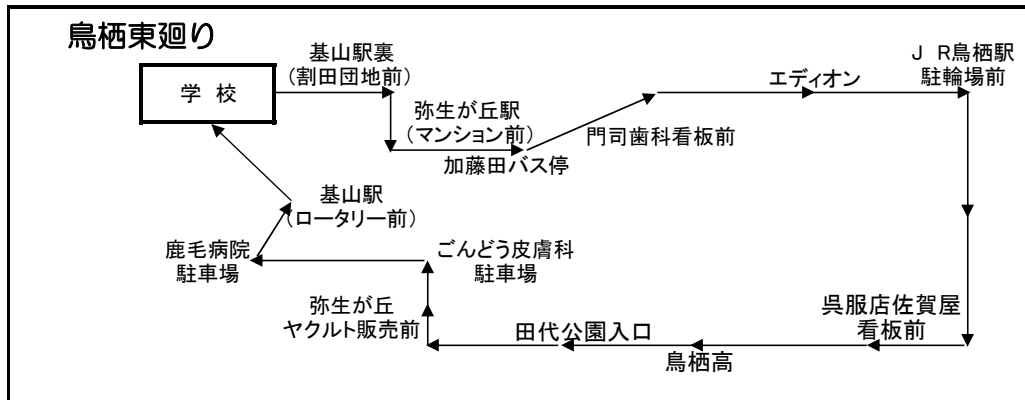 鳥栖東廻り
学 校
基山駅裏
(割田団地前)
弥生が丘駅
(マンション前)
加藤田バス停
門司歯科看板前
エディオン
J R鳥栖駅
駐輪場前
呉服店佐賀屋
看板前
鳥栖高
田代公園入口
弥生が丘
ヤクルト販売前
ごんどう皮膚科
駐車場
鹿毛病院
駐車場
基山駅
(ロータリー前)